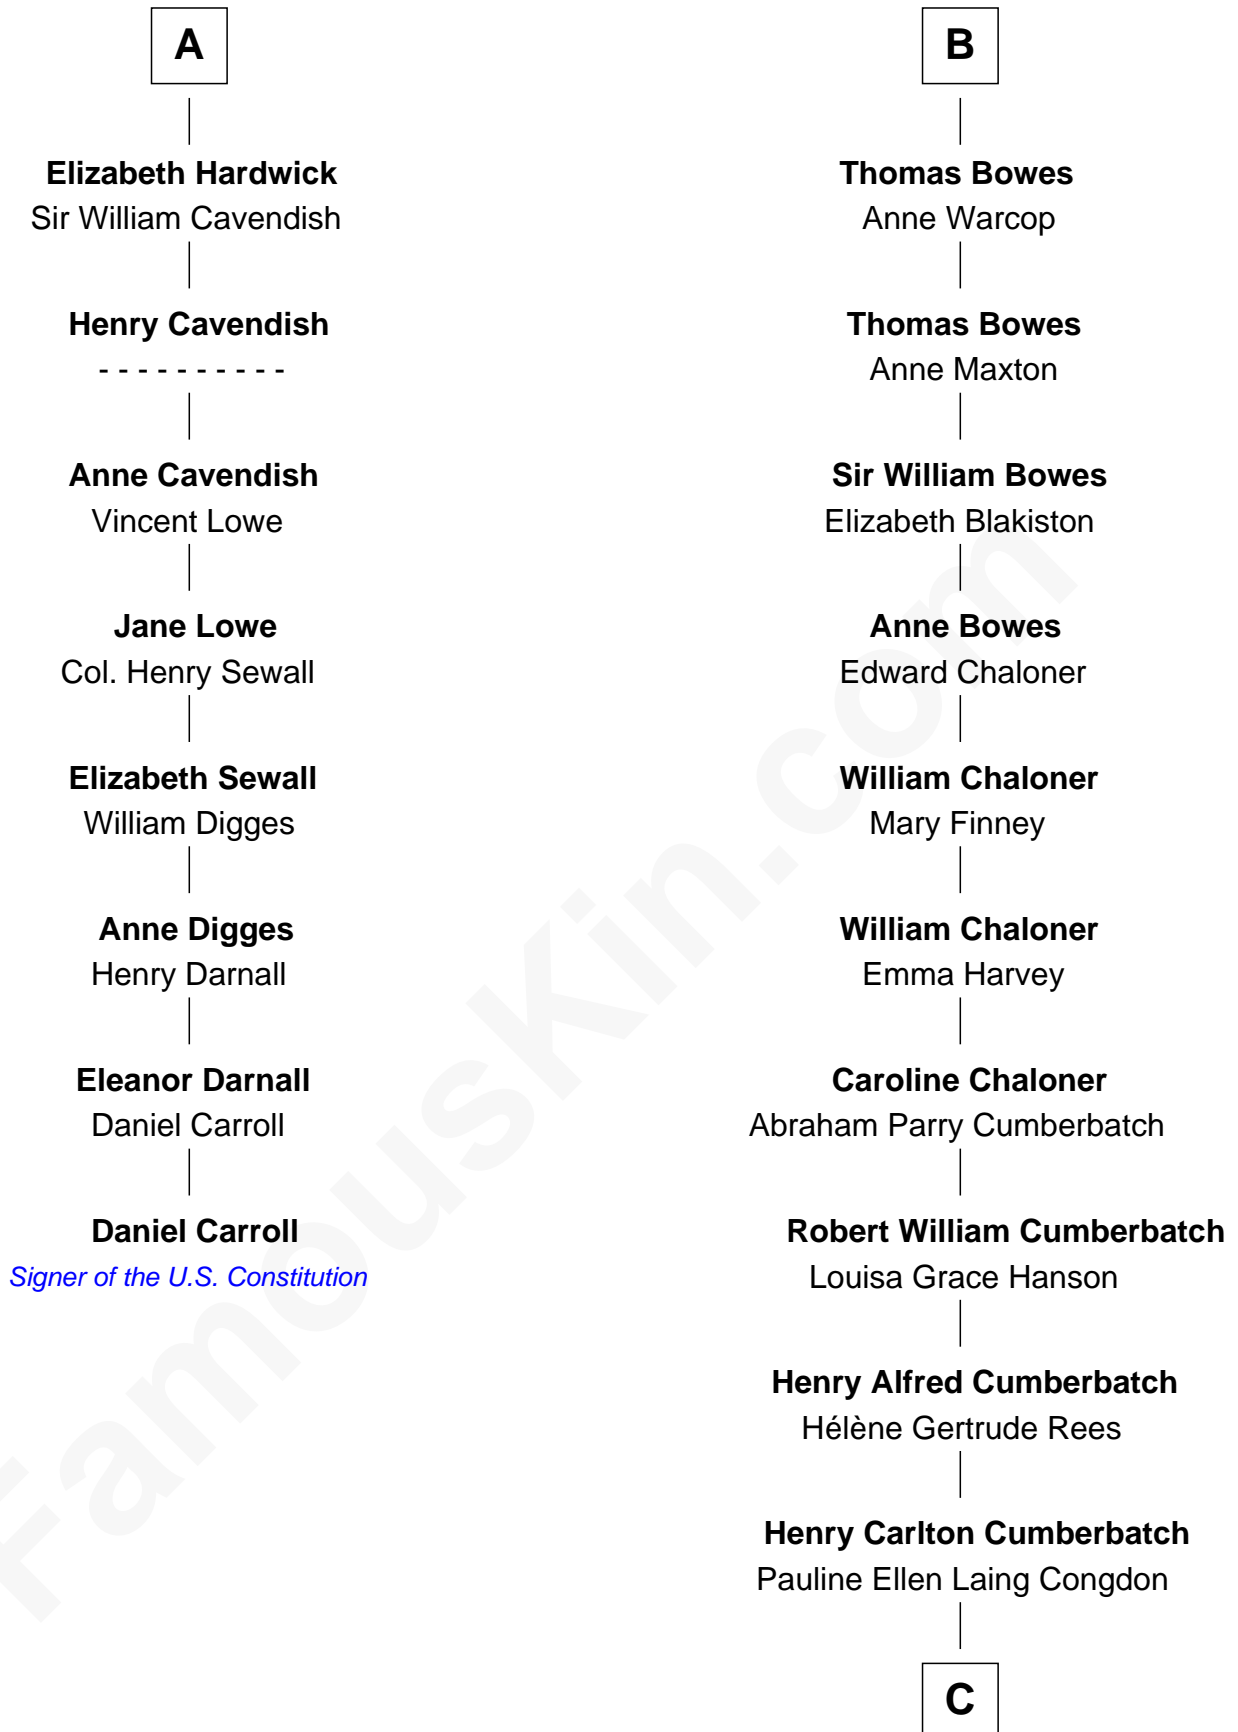 A
Elizabeth Hardwick
Sir William Cavendish
Henry Cavendish
- - - - - - - - - -
Anne Cavendish
Vincent Lowe
Jane Lowe
Col. Henry Sewall
Elizabeth Sewall
William Digges
Anne Digges
Henry Darnall
Eleanor Darnall
Daniel Carroll
Daniel Carroll
Signer of the U.S. Constitution
B
Thomas Bowes
Anne Warcop
Thomas Bowes
Anne Maxton
Sir William Bowes
Elizabeth Blakiston
Anne Bowes
Edward Chaloner
William Chaloner
Mary Finney
William Chaloner
Emma Harvey
Caroline Chaloner
Abraham Parry Cumberbatch
Robert William Cumberbatch
Louisa Grace Hanson
Henry Alfred Cumberbatch
Hélène Gertrude Rees
Henry Carlton Cumberbatch
Pauline Ellen Laing Congdon
C
FamousKin.com